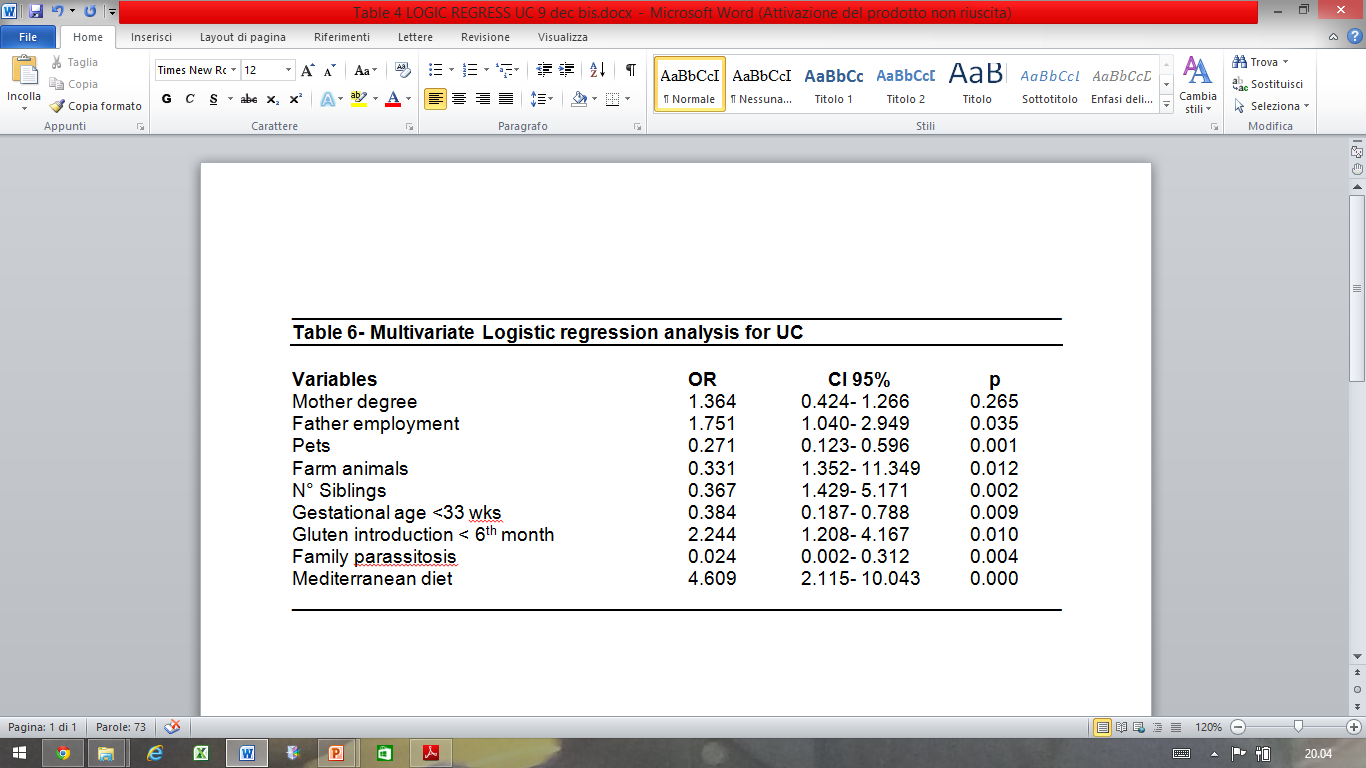 Table 4 LOGIC REGRESS UC 9 dec bis.docx - Microsoft Word (Attivazione del prodotto non riuscita)
File Home Inserisci Layout di pagina Riferimenti Lettere Revisione Visualizza
Incolla
Taglia
Copia
Copia formato
Appunti
Times New Rc 12
G C S abc x₂ x²
Carattere
Paragrafo
AaBbCcI AaBbCcI AaBbCc AaBbCcI AaB AaBbCcI AaBbCcD
¶ Normale ¶ Nessuna... Titolo 1 Titolo 2 Titolo Sottotitolo Enfasi deli...
Stili
Cambia
stili
Trova
Sostituisci
Seleziona
Modifica
Table 6- Multivariate Logistic regression analysis for UC
Variables OR CI 95% p
Mother degree 1.364 0.424- 1.266 0.265
Father employment 1.751 1.040- 2.949 0.035
Pets 0.271 0.123- 0.596 0.001
Farm animals 0.331 1.352- 11.349 0.012
N° Siblings 0.367 1.429- 5.171 0.002
Gestational age <33 wks 0.384 0.187- 0.788 0.009
Gluten introduction < 6th month 2.244 1.208- 4.167 0.010
Family parassitosis 0.024 0.002- 0.312 0.004
Mediterranean diet 4.609 2.115- 10.043 0.000
Pagina: 1 di 1 Parole: 73 120%
20.04